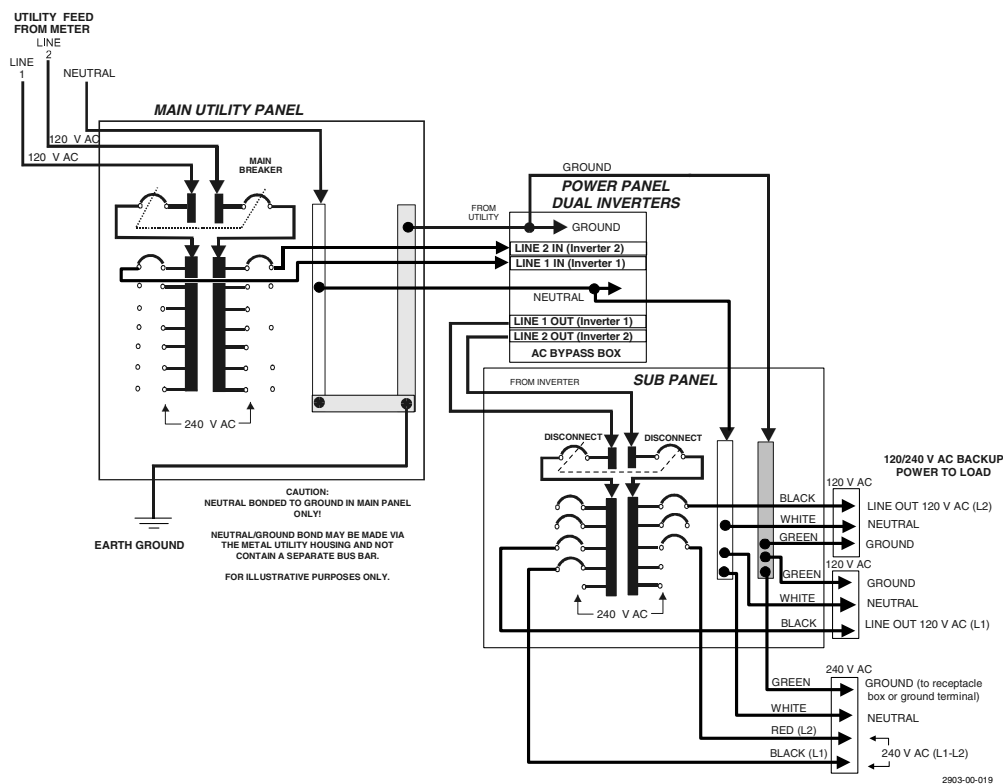 UTILITY FEED
FROM METER
LINE
2
LINE
1
NEUTRAL
MAIN UTILITY PANEL
120 V AC
120 V AC
MAIN
BREAKER
240 V AC
EARTH GROUND
CAUTION:
NEUTRAL BONDED TO GROUND IN MAIN PANEL
ONLY!
NEUTRAL/GROUND BOND MAY BE MADE VIA
THE METAL UTILITY HOUSING AND NOT
CONTAIN A SEPARATE BUS BAR.
FOR ILLUSTRATIVE PURPOSES ONLY.
GROUND
POWER PANEL
DUAL INVERTERS
FROM
UTILITY
GROUND
LINE 2 IN (Inverter 2)
LINE 1 IN (Inverter 1)
NEUTRAL
LINE 1 OUT (Inverter 1)
LINE 2 OUT (Inverter 2)
AC BYPASS BOX
FROM INVERTER
SUB PANEL
DISCONNECT
DISCONNECT
240 V AC
120/240 V AC BACKUP
POWER TO LOAD
120 V AC
BLACK
LINE OUT 120 V AC (L2)
WHITE
NEUTRAL
GREEN
GROUND
120 V AC
GREEN
GROUND
WHITE
NEUTRAL
BLACK
LINE OUT 120 V AC (L1)
240 V AC
GREEN
GROUND (to receptacle
box or ground terminal)
WHITE
NEUTRAL
RED (L2)
240 V AC (L1-L2)
BLACK (L1)
2903-00-019